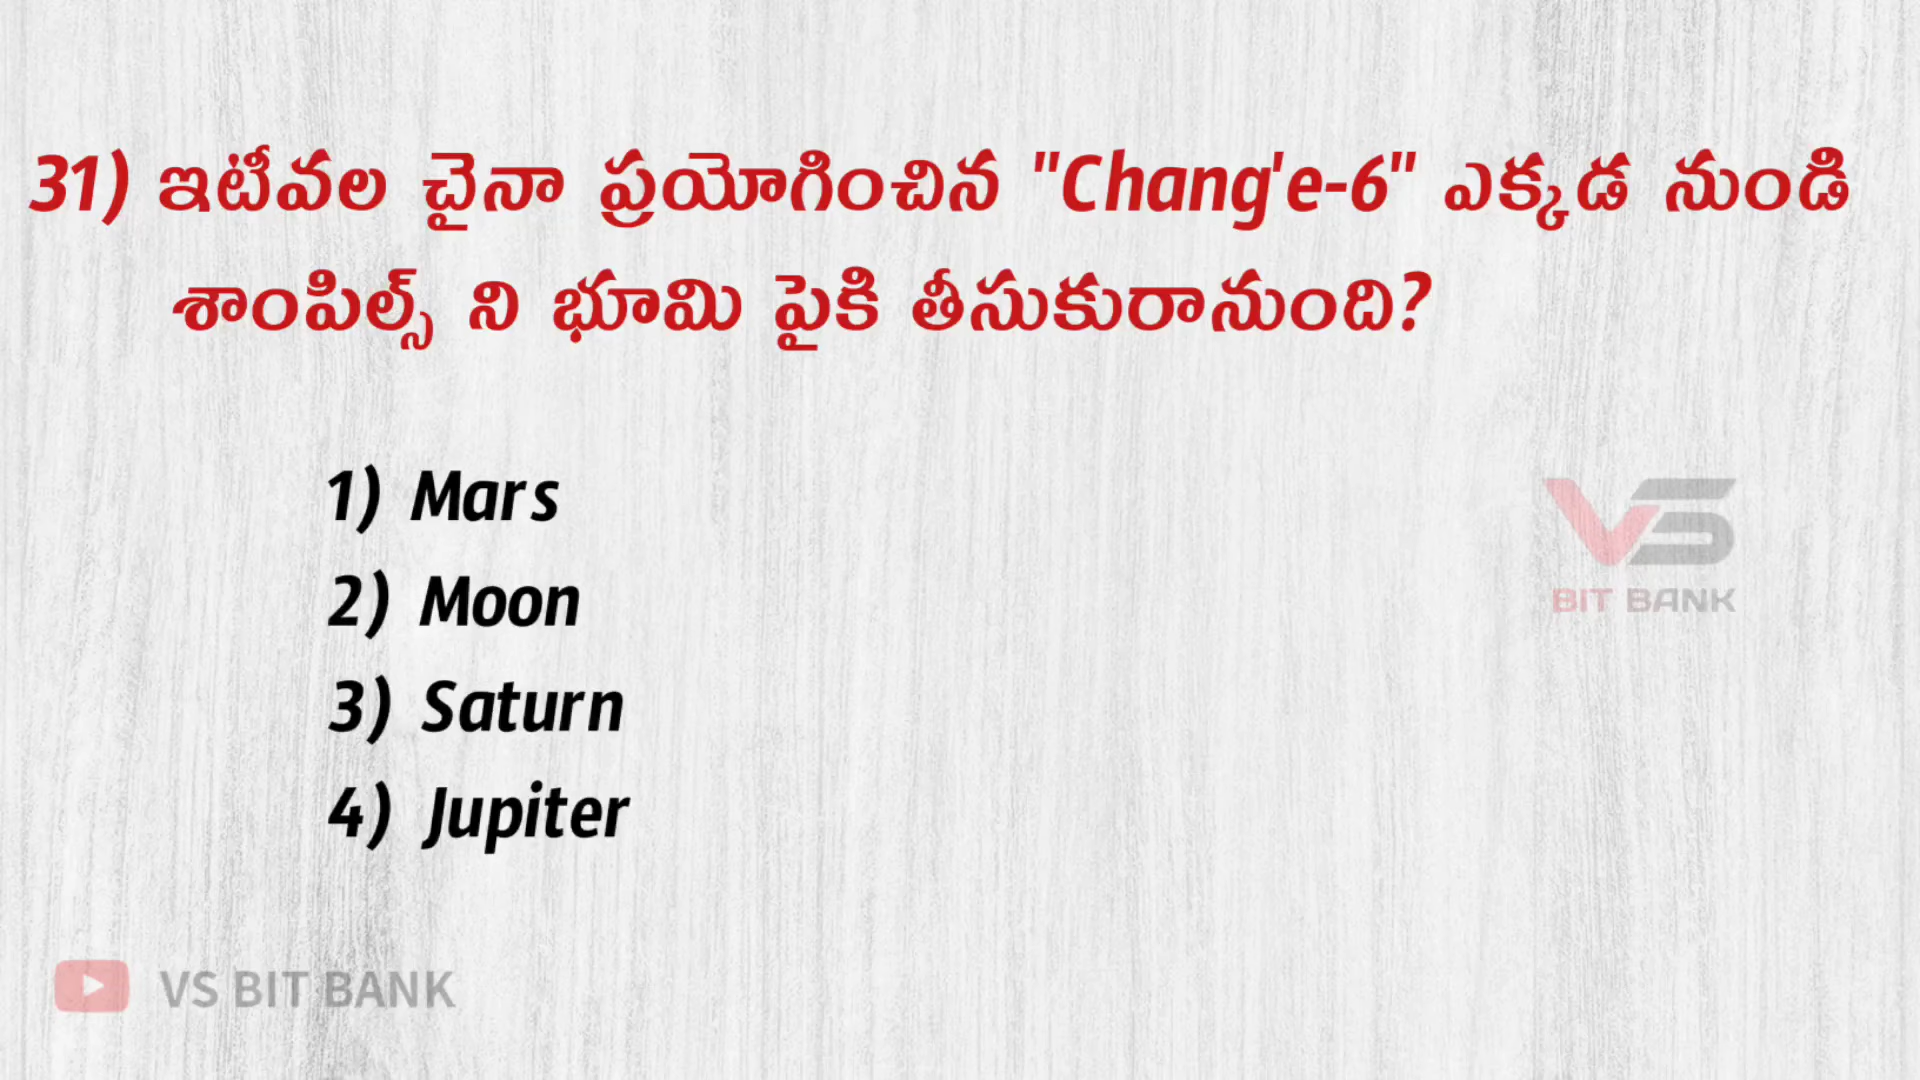 31) ఇటీవల చైనా ప్రయోగించిన "Chang'e-6" ఎక్కడ నుండి
శాంపిల్స్ ని భూమి పైకి తీసుకురానుంది?
1) Mars
2) Moon
3) Saturn
4) Jupiter
VS
BIT BANK
VS BIT BANK